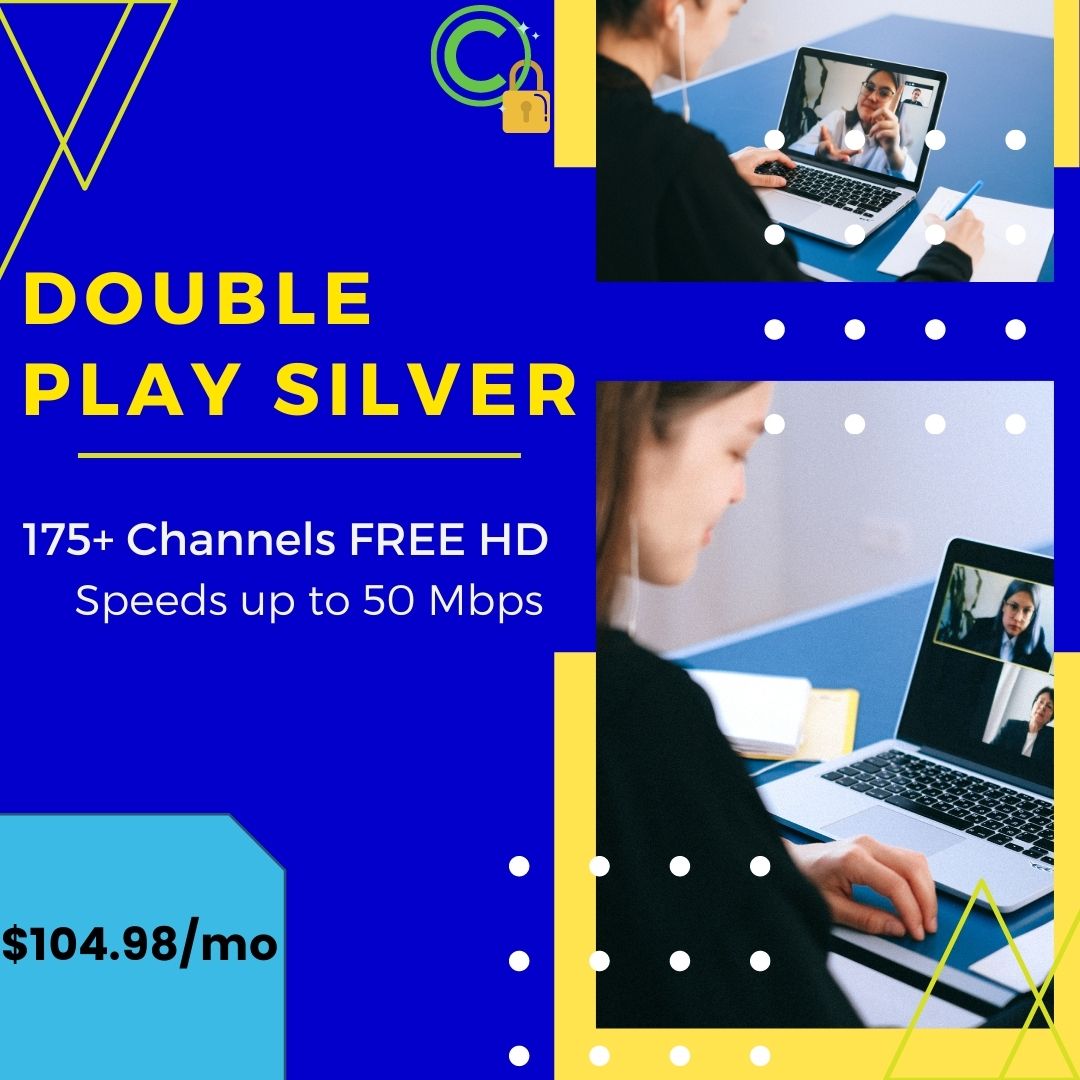 C
DOUBLE
PLAY SILVER
175+ Channels FREE HD
Speeds up to 50 Mbps
$104.98/mo